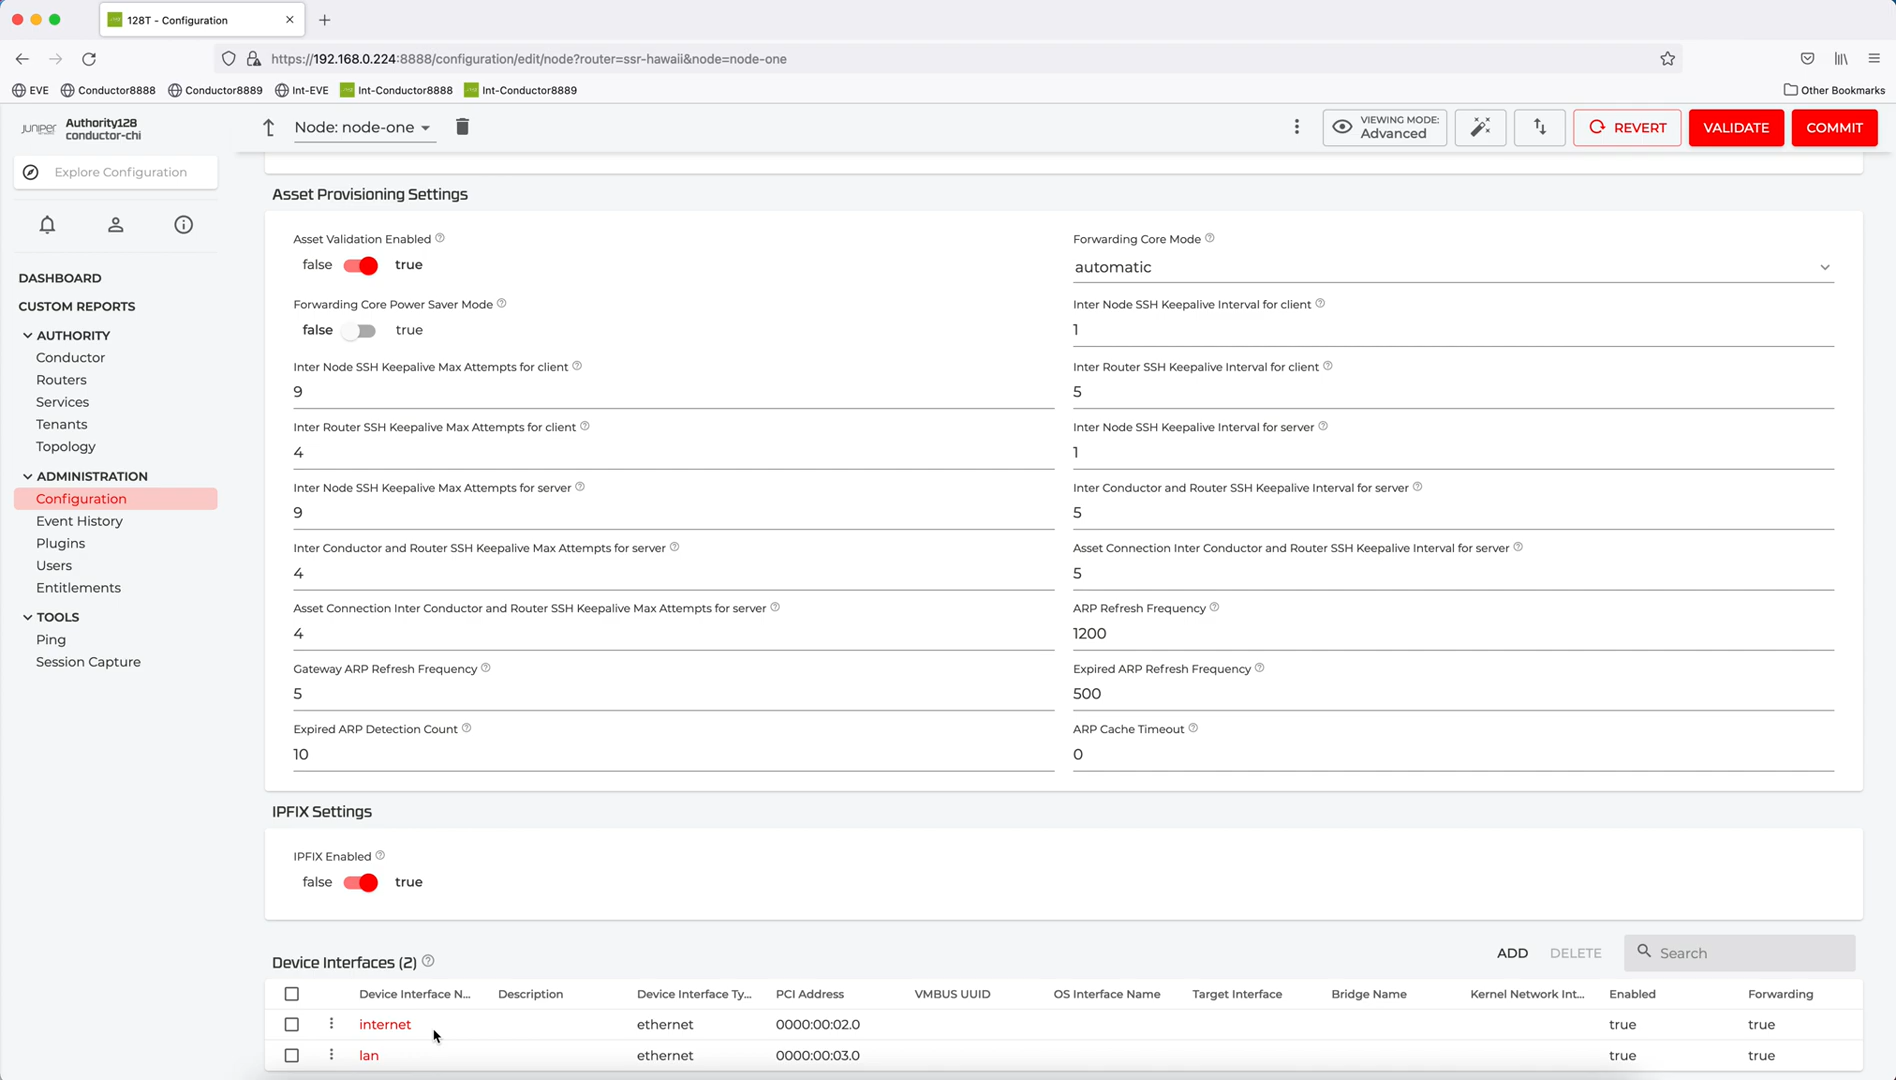 128T - Configuration
https://192.168.0.224:8888/configuration/edit/node?router=ssr-hawaii&node=node-one
EVE Conductor8888 Conductor8889 Int-EVE Int-Conductor8888 Int-Conductor8889 Other Bookmarks
JUNIPER Authority128
conductor-chi
Node: node-one
VIEWING MODE:
Advanced
REVERT VALIDATE COMMIT
Explore Configuration
DASHBOARD
CUSTOM REPORTS
AUTHORITY
Conductor
Routers
Services
Tenants
Topology
ADMINISTRATION
Configuration
Event History
Plugins
Users
Entitlements
TOOLS
Ping
Session Capture
Asset Provisioning Settings
Asset Validation Enabled
false true
Forwarding Core Mode
automatic
Forwarding Core Power Saver Mode
false true
Inter Node SSH Keepalive Interval for client
1
Inter Node SSH Keepalive Max Attempts for client
9
Inter Router SSH Keepalive Interval for client
5
Inter Router SSH Keepalive Max Attempts for client
4
Inter Node SSH Keepalive Interval for server
1
Inter Node SSH Keepalive Max Attempts for server
9
Inter Conductor and Router SSH Keepalive Interval for server
5
Inter Conductor and Router SSH Keepalive Max Attempts for server
4
Asset Connection Inter Conductor and Router SSH Keepalive Interval for server
5
Asset Connection Inter Conductor and Router SSH Keepalive Max Attempts for server
4
ARP Refresh Frequency
1200
Gateway ARP Refresh Frequency
5
Expired ARP Refresh Frequency
500
Expired ARP Detection Count
10
ARP Cache Timeout
0
IPFIX Settings
IPFIX Enabled
false true
Device Interfaces (2)
ADD DELETE Search
Device Interface N... Description Device Interface Ty... PCI Address VMBUS UUID OS Interface Name Target Interface Bridge Name Kernel Network Int... Enabled Forwarding
internet ethernet 0000:00:02.0 true true
lan ethernet 0000:00:03.0 true true